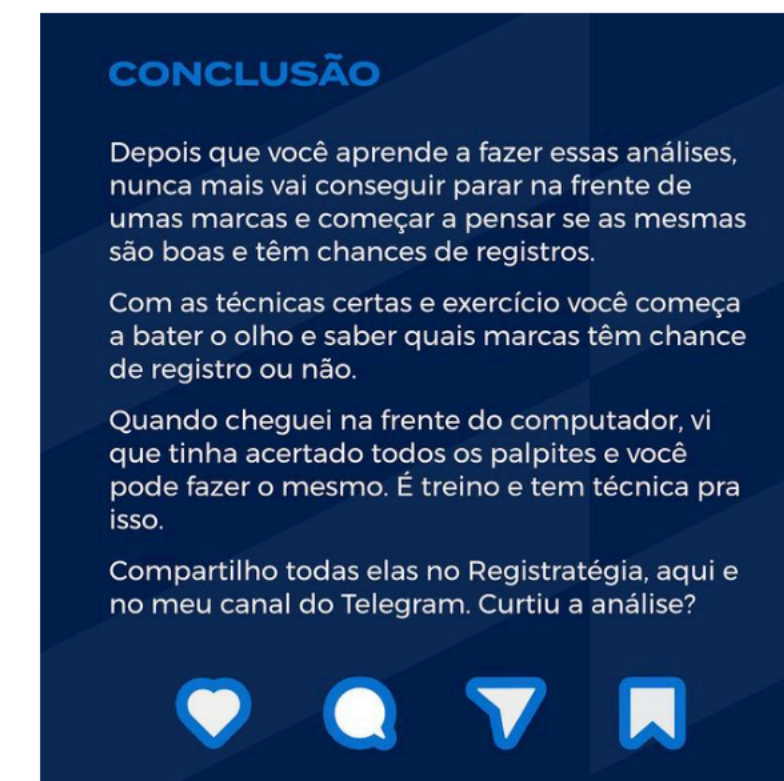 CONCLUSÃO
Depois que você aprende a fazer essas análises,
nunca mais vai conseguir parar na frente de
umas marcas e começar a pensar se as mesmas
são boas e têm chances de registros.
Com as técnicas certas e exercício você começa
a bater o olho e saber quais marcas têm chance
de registro ou não.
Quando cheguei na frente do computador, vi
que tinha acertado todos os palpites e você
pode fazer o mesmo. É treino e tem técnica pra
isso.
Compartilho todas elas no Registratégia, aqui e
no meu canal do Telegram. Curtiu a análise?